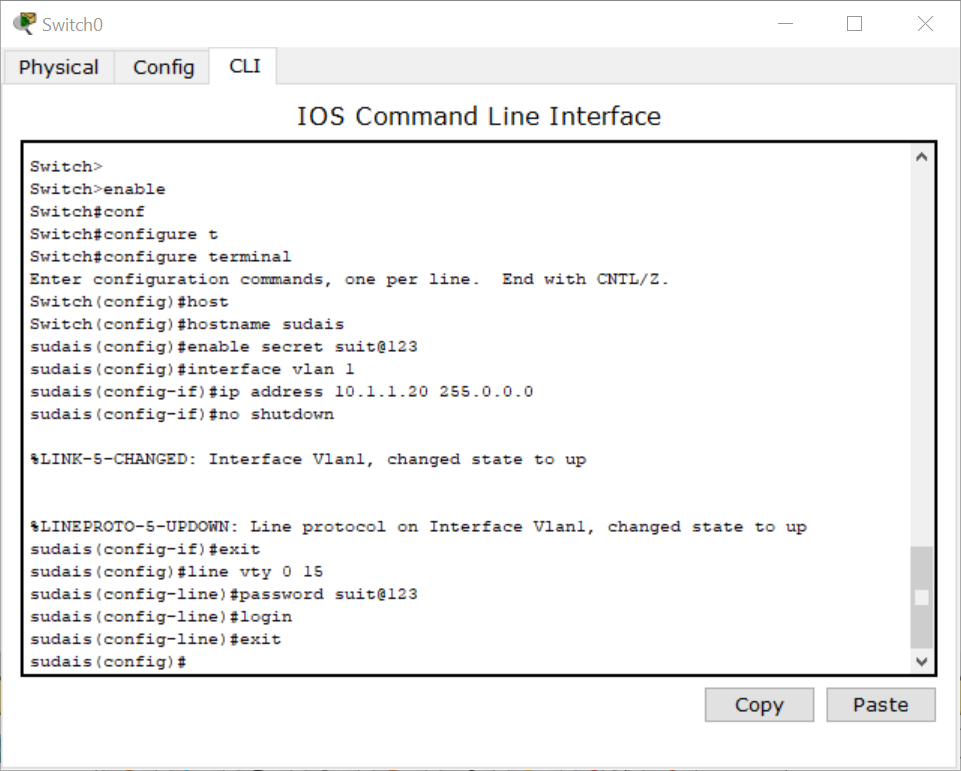 Switch0
Physical Config CLI
IOS Command Line Interface
Switch>
Switch>enable
Switch#conf
Switch#configure t
Switch#configure terminal
Enter configuration commands, one per line.  End with CNTL/Z.
Switch(config)#host
Switch(config)#hostname sudais
sudais(config)#enable secret suit@123
sudais(config)#interface vlan 1
sudais(config-if)#ip address 10.1.1.20 255.0.0.0
sudais(config-if)#no shutdown
%LINK-5-CHANGED: Interface Vlan1, changed state to up
%LINEPROTO-5-UPDOWN: Line protocol on Interface Vlan1, changed state to up
sudais(config-if)#exit
sudais(config)#line vty 0 15
sudais(config-line)#password suit@123
sudais(config-line)#login
sudais(config-line)#exit
sudais(config)#
Copy Paste